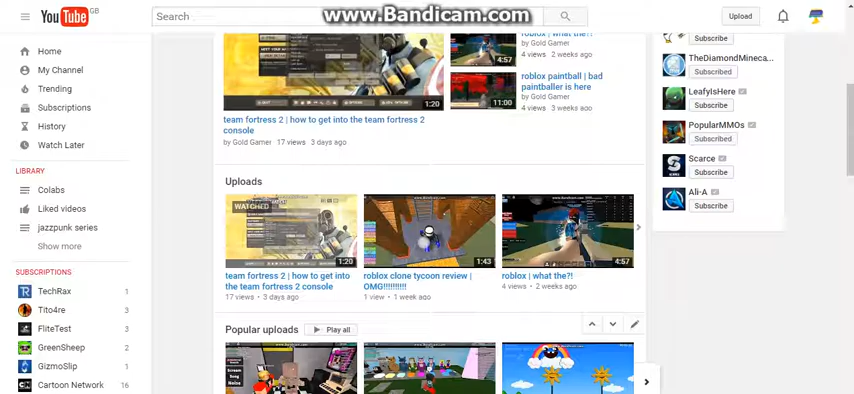 YouTube GB
Search
www.Bandicam.com
Upload
Home
My Channel
Trending
Subscriptions
History
Watch Later
LIBRARY
Colabs
Liked videos
jazzpunk series
Show more
SUBSCRIPTIONS
TechRax 1
Tito4re 3
FliteTest 3
GreenSheep 2
GizmoSlip 1
Cartoon Network 16
1:20
team fortress 2 | how to get into the team fortress 2
console
by Gold Gamer 17 views 3 days ago
4:57
roblox | what the?!
by Gold Gamer
4 views 2 weeks ago
11:00
roblox paintball | bad
paintballer is here
by Gold Gamer
4 views 3 weeks ago
Uploads
WATCHED
1:20
team fortress 2 | how to get into
the team fortress 2 console
17 views • 3 days ago
1:43
roblox clone tycoon review |
OMG!!!!!!!!!!
1 view • 1 week ago
4:57
roblox | what the?!
4 views • 2 weeks ago
Popular uploads
Play all
Scream
Song
Noise
Subscribe
TheDiamondMineca...
Subscribed
LeafyIsHere
Subscribe
PopularMMOs
Subscribed
Scarce
Subscribe
Ali-A
Subscribe